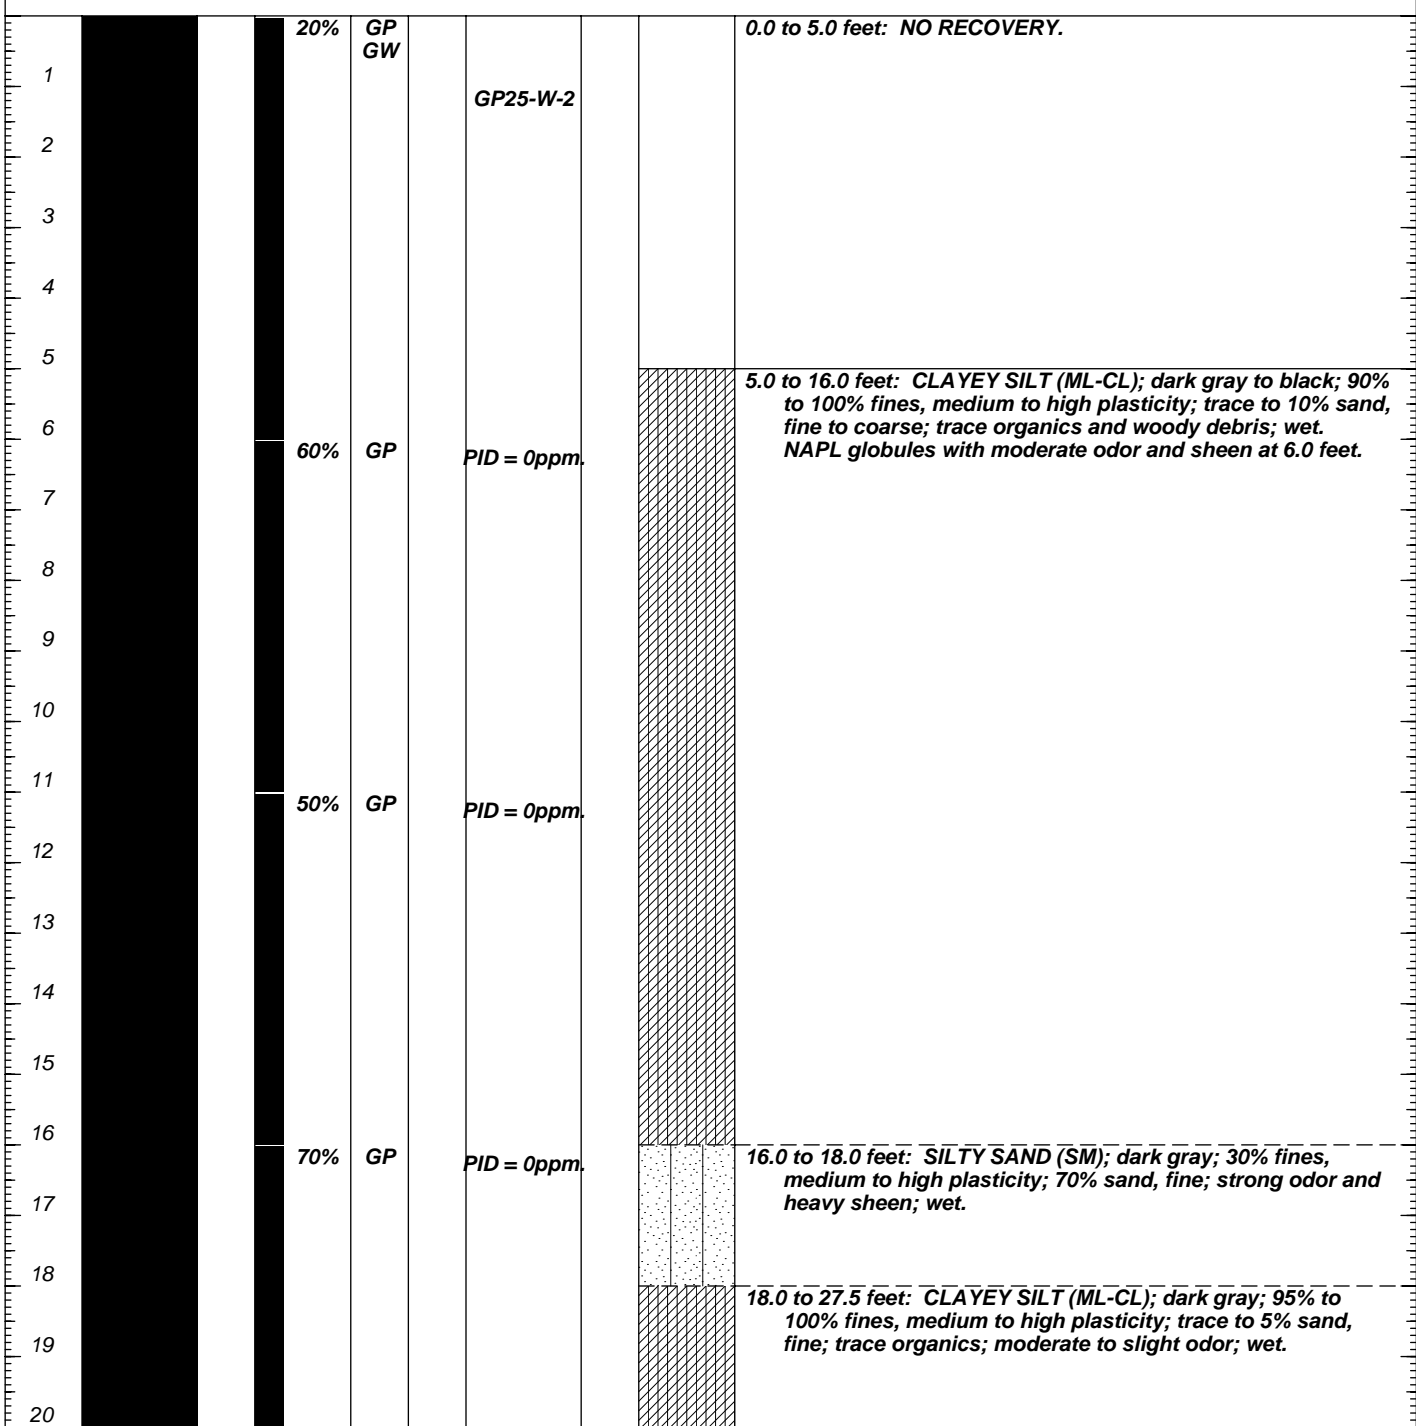 20% GP 0.0 to 5.0 feet: NO RECOVERY.
GW
1
GP25-W-2
2
3
4
5
5.0 to 16.0 feet: CLAYEY SILT (ML-CL); dark gray to black; 90%
to 100% fines, medium to high plasticity; trace to 10% sand,
6 fine to coarse; trace organics and woody debris; wet.
60% GP PID = 0ppm. NAPL globules with moderate odor and sheen at 6.0 feet.
7
8
9
10
11
50% GP PID = 0ppm.
12
13
14
15
16
70% GP PID = 0ppm. 16.0 to 18.0 feet: SILTY SAND (SM); dark gray; 30% fines,
medium to high plasticity; 70% sand, fine; strong odor and
17 heavy sheen; wet.
18
18.0 to 27.5 feet: CLAYEY SILT (ML-CL); dark gray; 95% to
100% fines, medium to high plasticity; trace to 5% sand,
19 fine; trace organics; moderate to slight odor; wet.
20